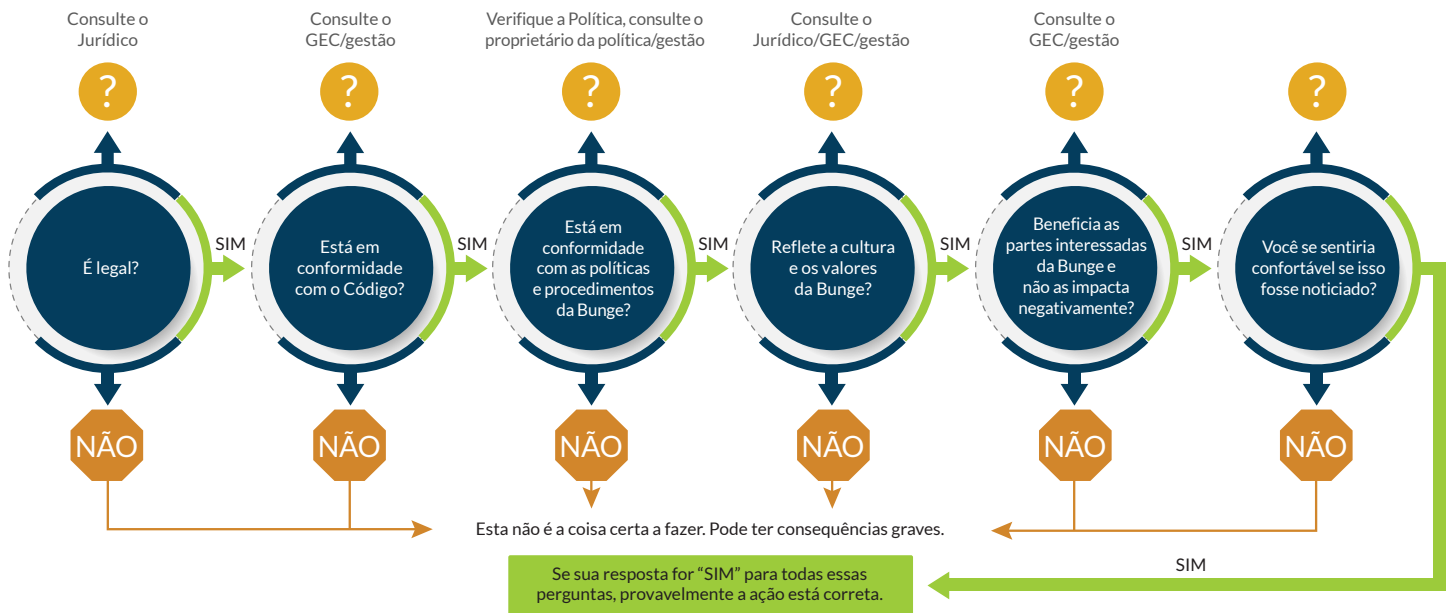 Consulte o
Jurídico
Consulte o
GEC/gestão
Verifique a Política, consulte o
proprietário da política/gestão
Consulte o
Jurídico/GEC/gestão
Consulte o
GEC/gestão
?
?
?
?
?
?
É legal?
SIM
Está em
conformidade
com o Código?
SIM
Está em
conformidade
com as políticas
e procedimentos
da Bunge?
SIM
Reflete a cultura
e os valores
da Bunge?
SIM
Beneficia as
partes interessadas
da Bunge e
não as impacta
negativamente?
SIM
Você se sentiria
confortável se isso
fosse noticiado?
NÃO
NÃO
NÃO
NÃO
NÃO
NÃO
Esta não é a coisa certa a fazer. Pode ter consequências graves.
SIM
Se sua resposta for “SIM” para todas essas
perguntas, provavelmente a ação está correta.